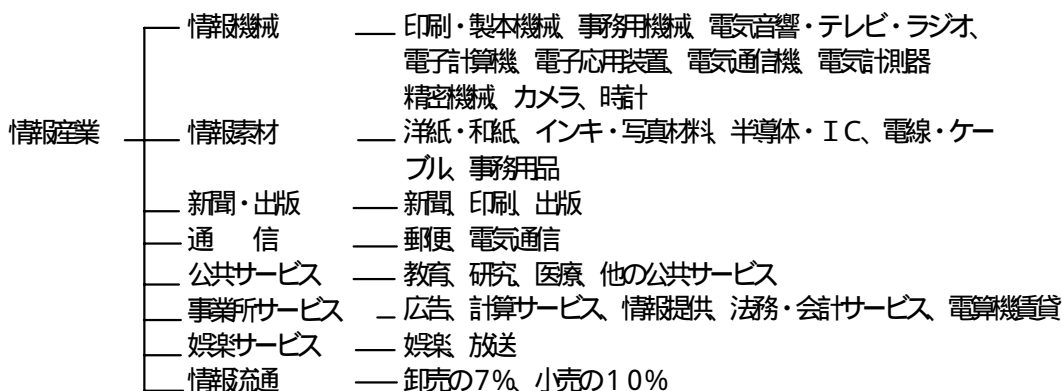 情報機械 印刷・製本機械、事務用機械、電気音響・テレビ・ラジオ、
電子計算機、電子応用装置、電気通信機、電気計測器
精密機械、カメラ、時計
情報産業 情報素材 洋紙・和紙、インキ・写真材料、半導体・IC、電線・ケー
ブル、事務用品
新聞・出版 新聞、印刷、出版
通 信 郵便、電気通信
公共サービス 教育、研究、医療、他の公共サービス
事業所サービス 広告、計算サービス、情報提供、法務・会計サービス、電算機賃貸
娯楽サービス 娯楽、放送
情報流通 卸売の7%、小売の10%